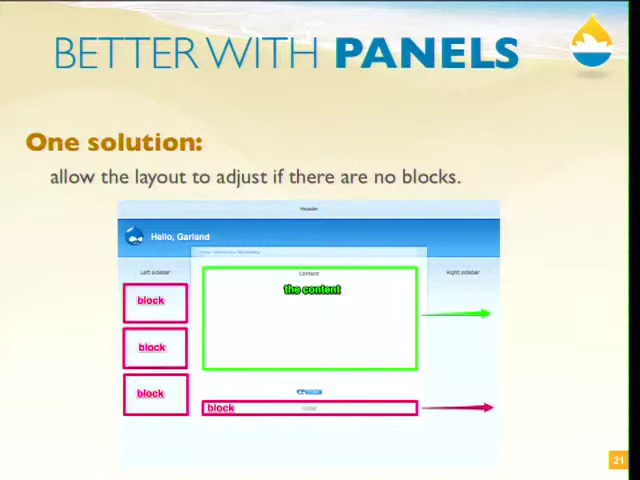 BETTER WITH PANELS
One solution:
allow the layout to adjust if there are no blocks.
Header
Hello, Garland
Left sidebar
Content
Right sidebar
the content
block
block
block
block
footer
21